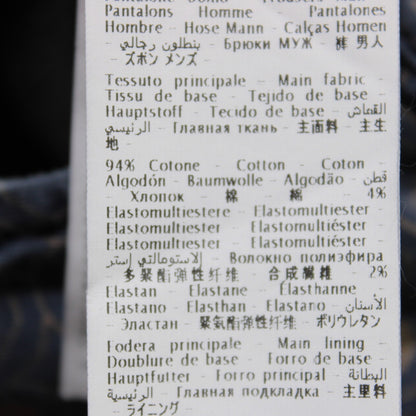 Pantalons Homme - Pantalones
Hombre - Hose Mann - Calças Homen
- بنطلون رجالي - Брюки МУЖ - 裤 男人
- ズボン メンズ -
Tessuto principale - Main fabric -
Tissu de base - Tejido de base -
Hauptstoff - Tecido de base - القماش
الرئيسي - Главная ткань - 主面料 - 主生
地 -
94% Cotone - Cotton - Coton -
Algodón - Baumwolle - Algodão - قطن
- Хлопок - 棉 - 綿 - 4%
Elastomultiestere - Elastomultiester
Elastomultiester - Elastomultiéster
Elastomultiester - Elastomultiéster
- الاستومالتي إستر - Волокно полиэфира
- 多聚酯弹性纤维 - 合成繊維 - 2%
Elastan - Elastane - Élasthanne
Elastano - Elasthan - Elastano - الأستان
- Эластан - 聚氨酯弹性纤维 - ポリウレタン
Fodera principale - Main lining -
Doublure de base - Forro de base -
Hauptfutter - Forro principal - البطانة
الرئيسية - Главная подкладка - 主里料
- ライニング -